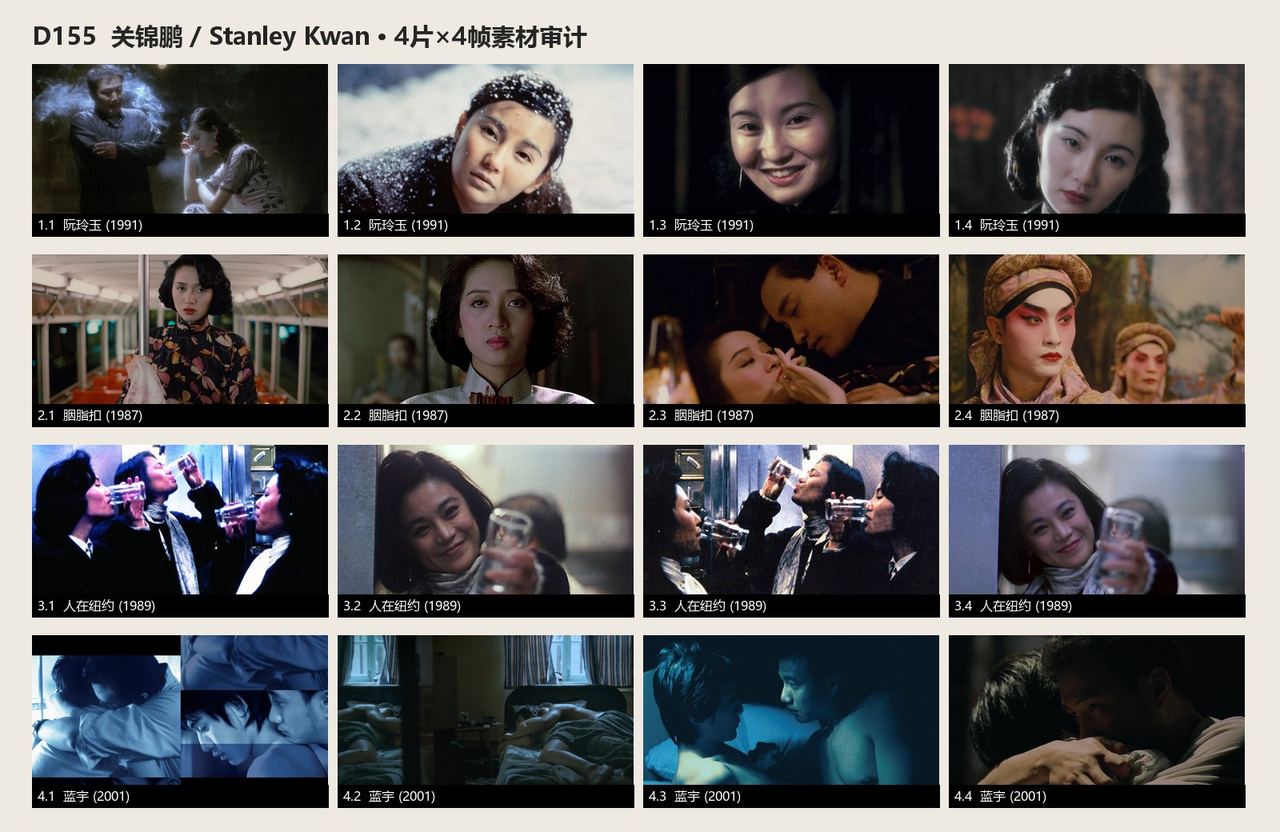 D155 关锦鹏 / Stanley Kwan • 4片×4帧素材审计
1.1 阮玲玉 (1991)
1.2 阮玲玉 (1991)
1.3 阮玲玉 (1991)
1.4 阮玲玉 (1991)
2.1 胭脂扣 (1987)
2.2 胭脂扣 (1987)
2.3 胭脂扣 (1987)
2.4 胭脂扣 (1987)
3.1 人在纽约 (1989)
3.2 人在纽约 (1989)
3.3 人在纽约 (1989)
3.4 人在纽约 (1989)
4.1 蓝宇 (2001)
4.2 蓝宇 (2001)
4.3 蓝宇 (2001)
4.4 蓝宇 (2001)